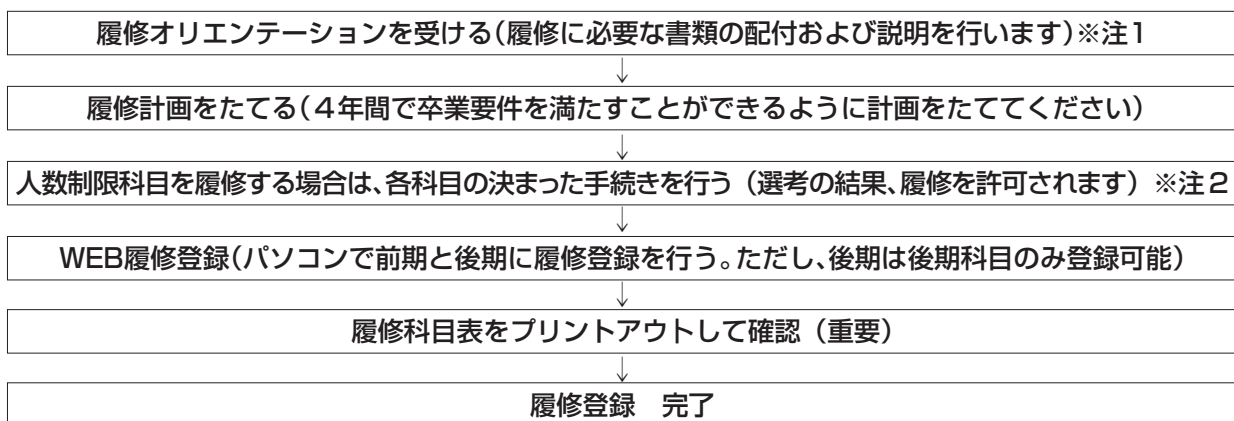 履修オリエンテーションを受ける(履修に必要な書類の配付および説明を行います)※注1
↓
履修計画をたてる(4年間で卒業要件を満たすことができるように計画をたててください)
↓
人数制限科目を履修する場合は、各科目の決まった手続きを行う(選考の結果、履修を許可されます)※注2
↓
WEB履修登録(パソコンで前期と後期に履修登録を行う。ただし、後期は後期科目のみ登録可能)
↓
履修科目表をプリントアウトして確認(重要)
↓
履修登録 完了